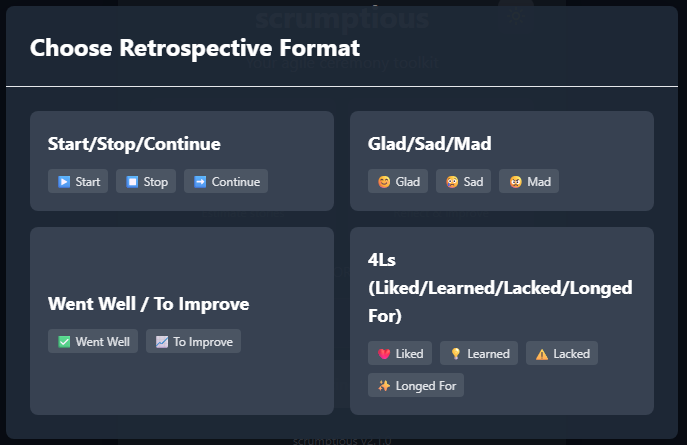 scrumptious
Choose Retrospective Format
Start/Stop/Continue
Start
Stop
Continue
Glad/Sad/Mad
Glad
Sad
Mad
Went Well / To Improve
Went Well
To Improve
4Ls
(Liked/Learned/Lacked/Longed
For)
Liked
Learned
Lacked
Longed For
scrumptious v2.1.0